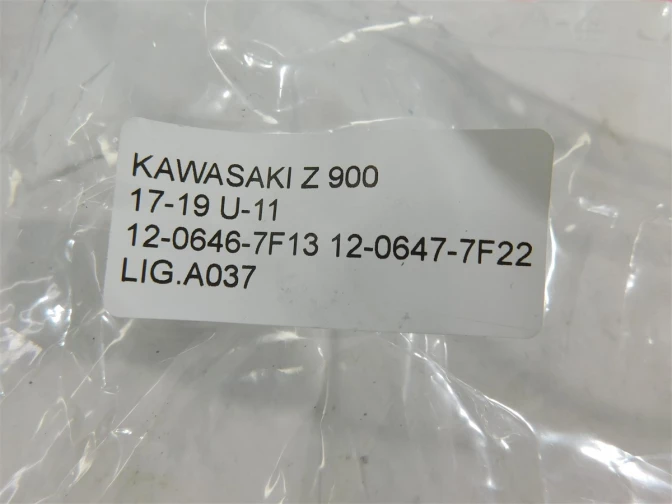 KAWASAKI Z 900
17-19 U-11
12-0646-7F13 12-0647-7F22
LIG.A037